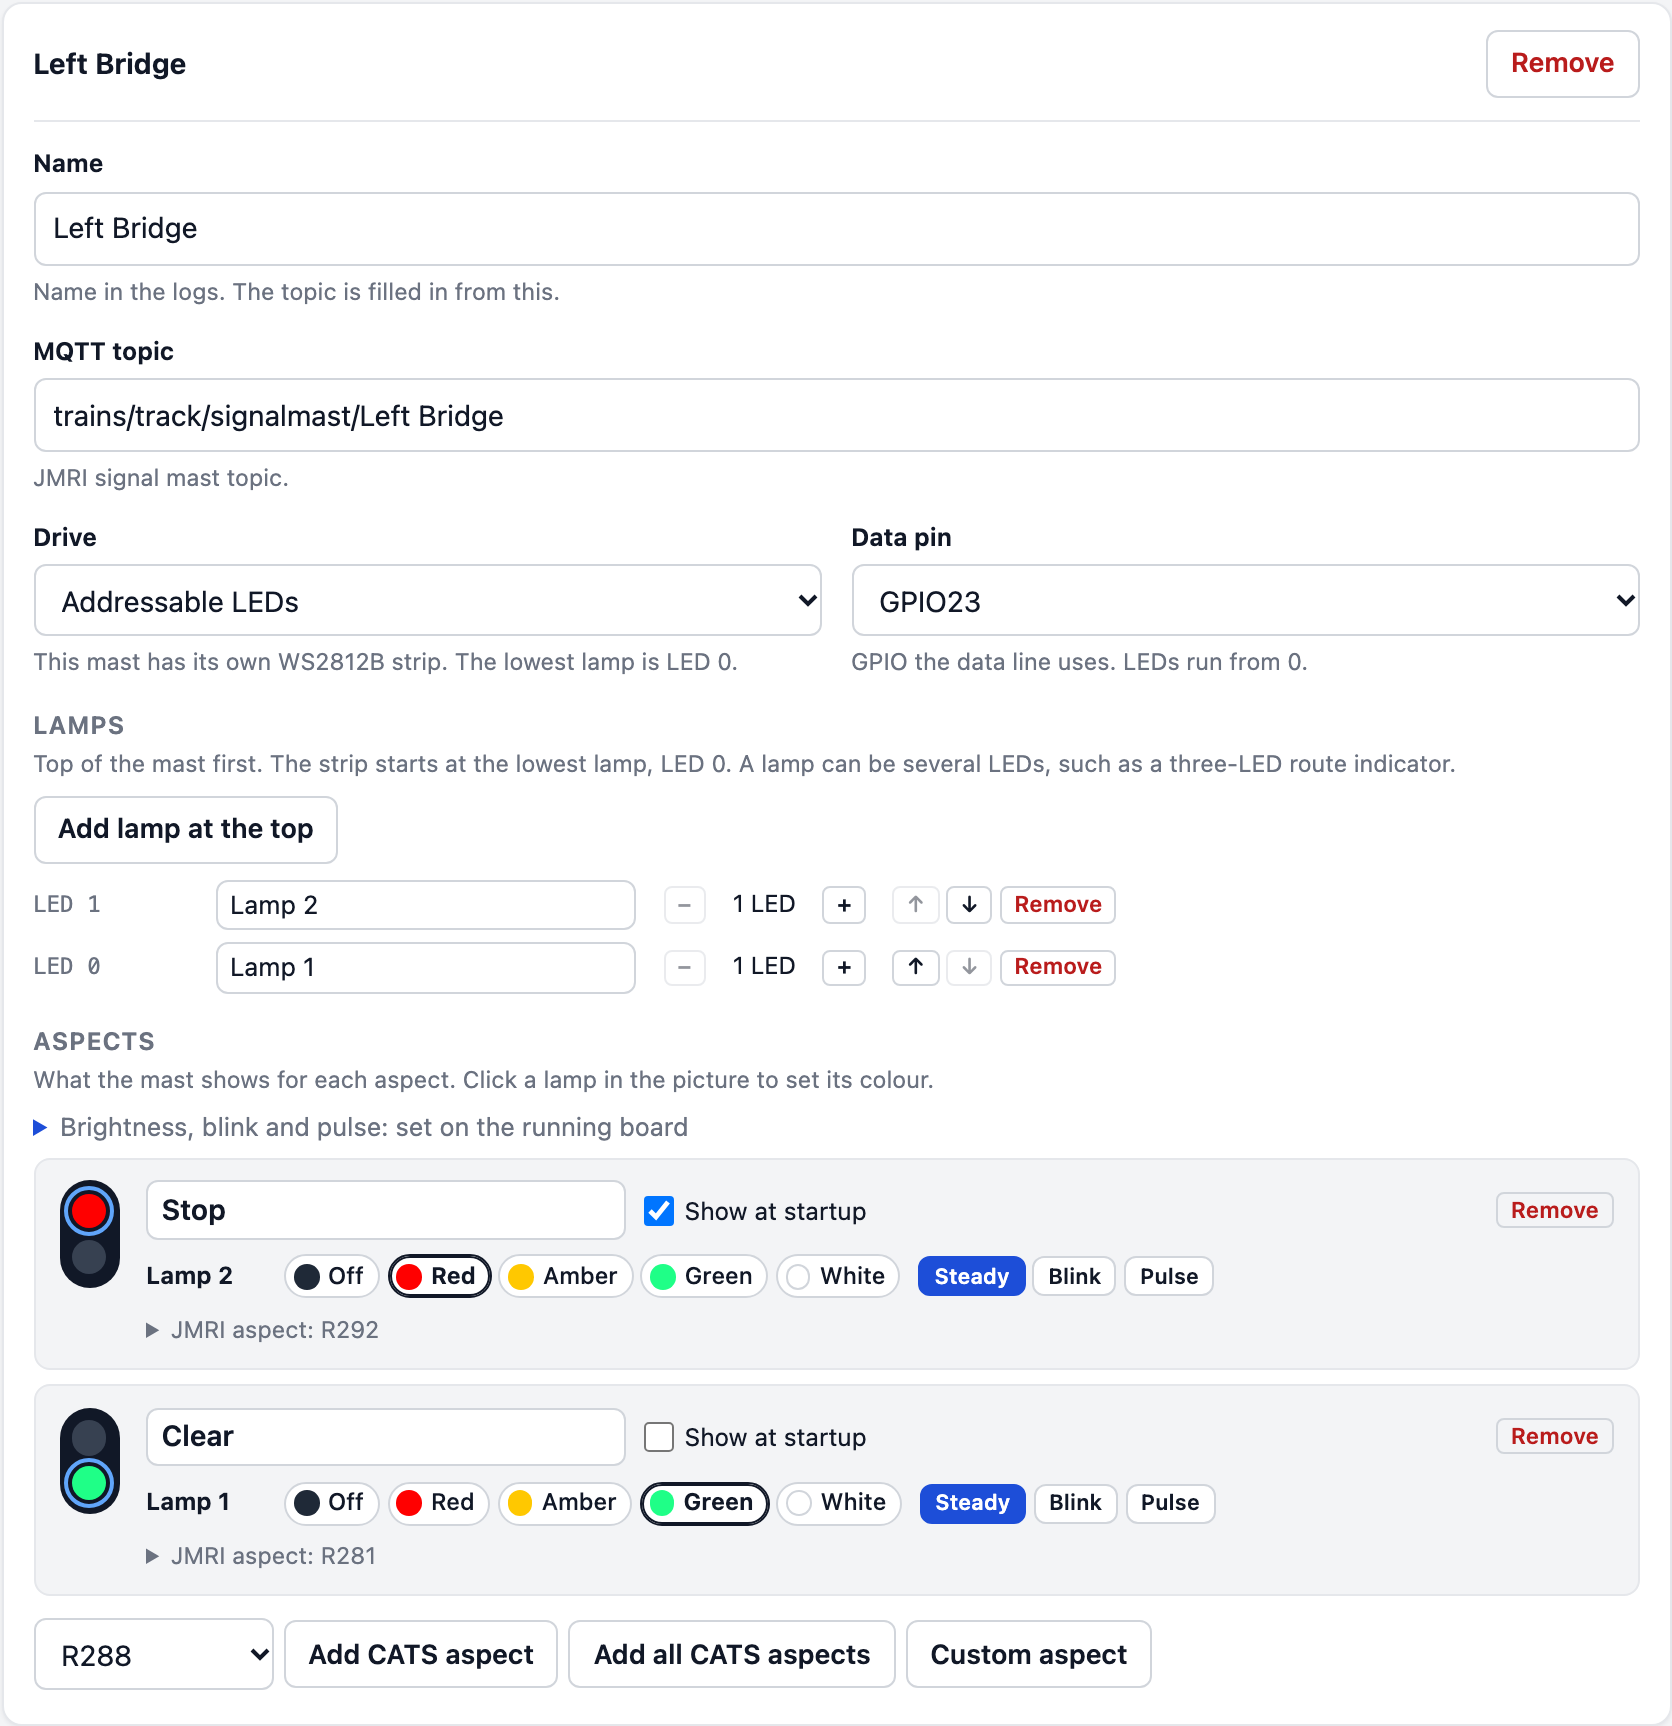 Left Bridge
Remove
Name
Left Bridge
Name in the logs. The topic is filled in from this.
MQTT topic
trains/track/signalmast/Left Bridge
JMRI signal mast topic.
Drive
Data pin
Addressable LEDs
GPIO23
This mast has its own WS2812B strip. The lowest lamp is LED 0.
GPIO the data line uses. LEDs run from 0.
LAMPS
Top of the mast first. The strip starts at the lowest lamp, LED 0. A lamp can be several LEDs, such as a three-LED route indicator.
Add lamp at the top
LED 1 Lamp 2 − 1 LED + ↑ ↓ Remove
LED 0 Lamp 1 − 1 LED + ↑ ↓ Remove
ASPECTS
What the mast shows for each aspect. Click a lamp in the picture to set its colour.
Brightness, blink and pulse: set on the running board
Stop Show at startup Remove
Lamp 2 Off Red Amber Green White Steady Blink Pulse
JMRI aspect: R292
Clear Show at startup Remove
Lamp 1 Off Red Amber Green White Steady Blink Pulse
JMRI aspect: R281
R288 Add CATS aspect Add all CATS aspects Custom aspect